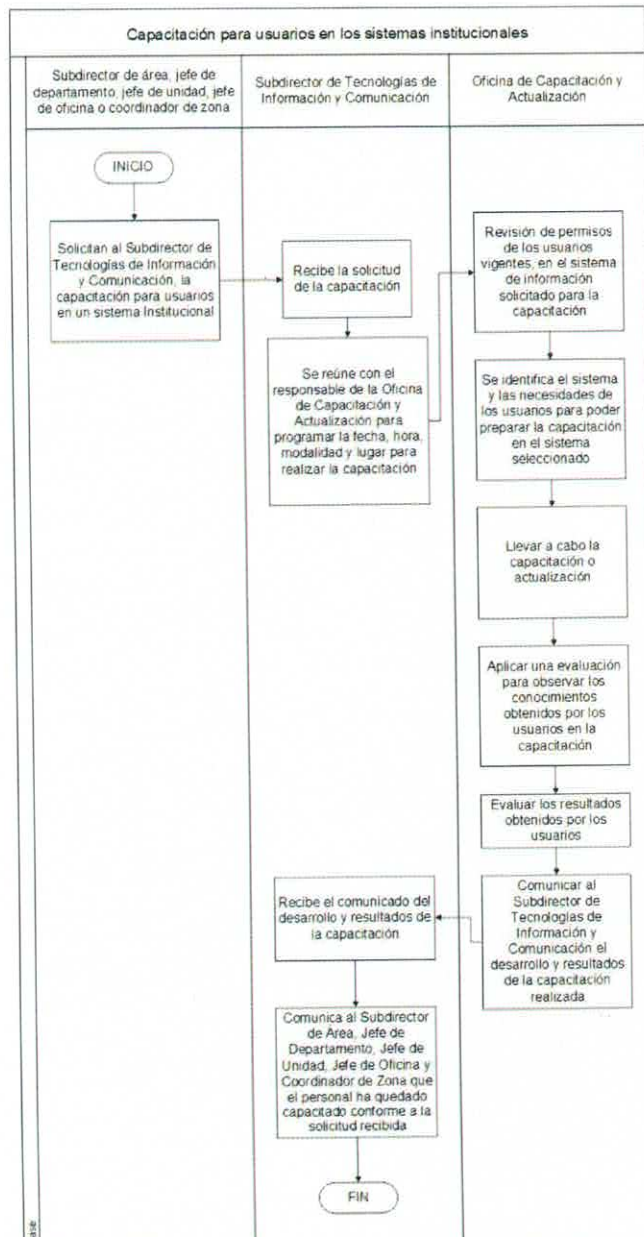 Capacitación para usuarios en los sistemas institucionales
Subdirector de área, jefe de
departamento, jefe de unidad, jefe
de oficina o coordinador de zona
Subdirector de Tecnologías de
Información y Comunicación
Oficina de Capacitación y
Actualización
INICIO
Solicitan al Subdirector de
Tecnologías de Información
y Comunicación, la
capacitación para usuarios
en un sistema Institucional
Recibe la solicitud
de la capacitación
Se reúne con el
responsable de la Oficina
de Capacitación y
Actualización para
programar la fecha, hora,
modalidad y lugar para
realizar la capacitación
Revisión de permisos
de los usuarios
vigentes, en el sistema
de información
solicitado para la
capacitación
Se identifica el sistema
y las necesidades de
los usuarios para poder
preparar la capacitación
en el sistema
seleccionado
Llevar a cabo la
capacitación o
actualización
Aplicar una evaluación
para observar los
conocimientos
obtenidos por los
usuarios en la
capacitación
Evaluar los resultados
obtenidos por los
usuarios
Comunicar al
Subdirector de
Tecnologías de
Información y
Comunicación el
desarrollo y resultados
de la capacitación
realizada
Recibe el comunicado del
desarrollo y resultados de
la capacitación
Comunica al Subdirector
de Área, Jefe de
Departamento, Jefe de
Unidad, Jefe de Oficina y
Coordinador de Zona que
el personal ha quedado
capacitado conforme a la
solicitud recibida
FIN
ase